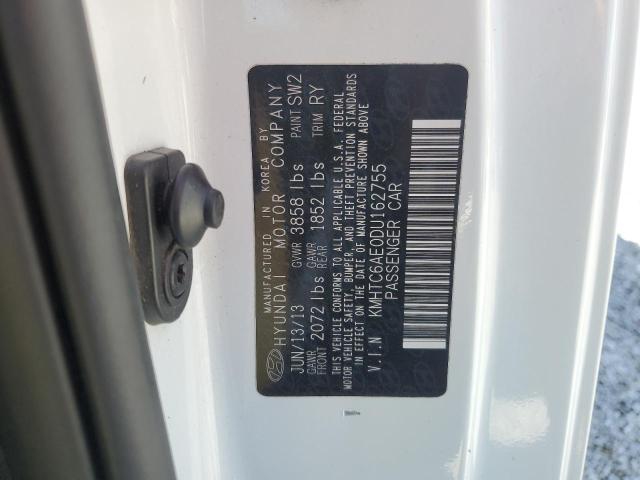 MANUFACTURED IN KOREA BY
HYUNDAI MOTOR COMPANY
JUN/13/13 GVWR 3858 lbs PAINT SW2
GAWR FRONT 2072 lbs GAWR REAR 1852 lbs TRIM RY
THIS VEHICLE CONFORMS TO ALL APPLICABLE U.S.A. FEDERAL
MOTOR VEHICLE SAFETY, BUMPER, AND THEFT PREVENTION STANDARDS
IN EFFECT ON THE DATE OF MANUFACTURE SHOWN ABOVE
V.I.N KMHTC6AE0DU162755
PASSENGER CAR